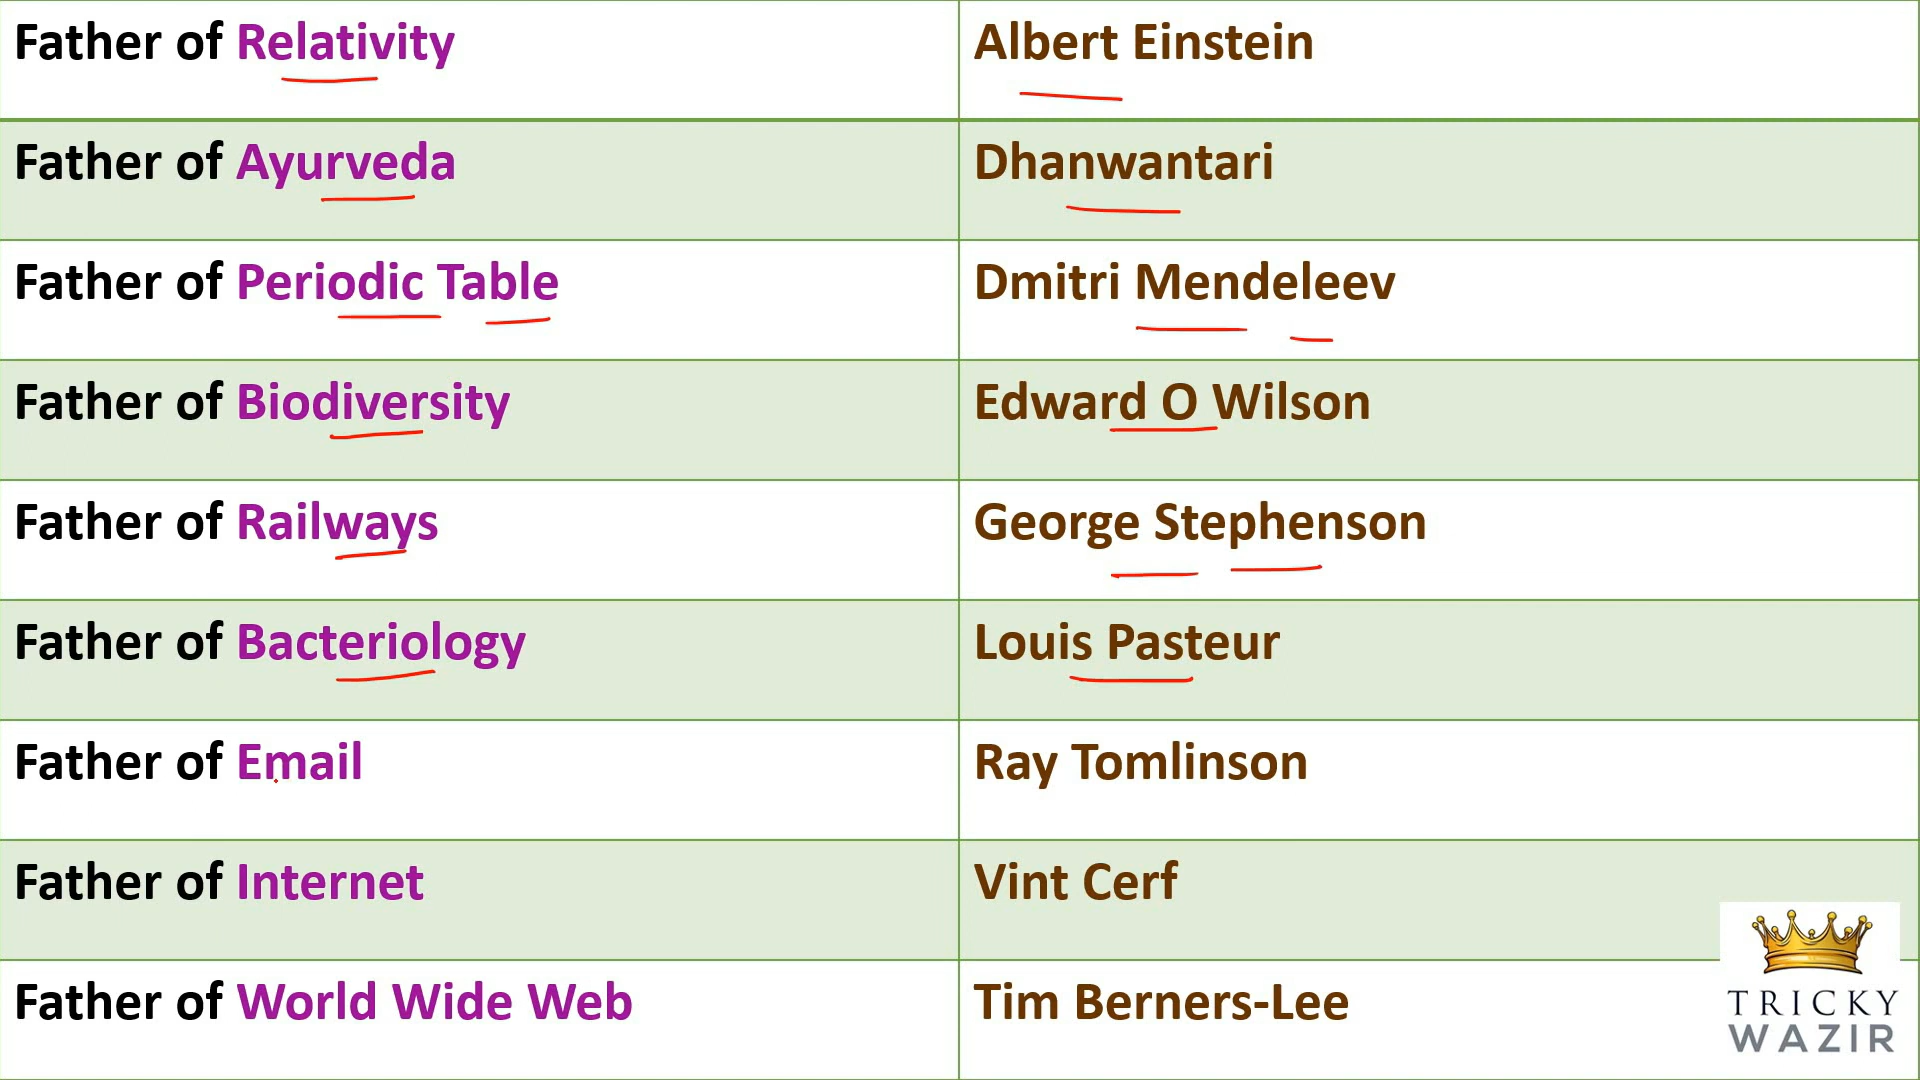 Father of Relativity Albert Einstein
Father of Ayurveda Dhanwantari
Father of Periodic Table Dmitri Mendeleev
Father of Biodiversity Edward O Wilson
Father of Railways George Stephenson
Father of Bacteriology Louis Pasteur
Father of Email Ray Tomlinson
Father of Internet Vint Cerf
Father of World Wide Web Tim Berners-Lee
TRICKY
WAZIR